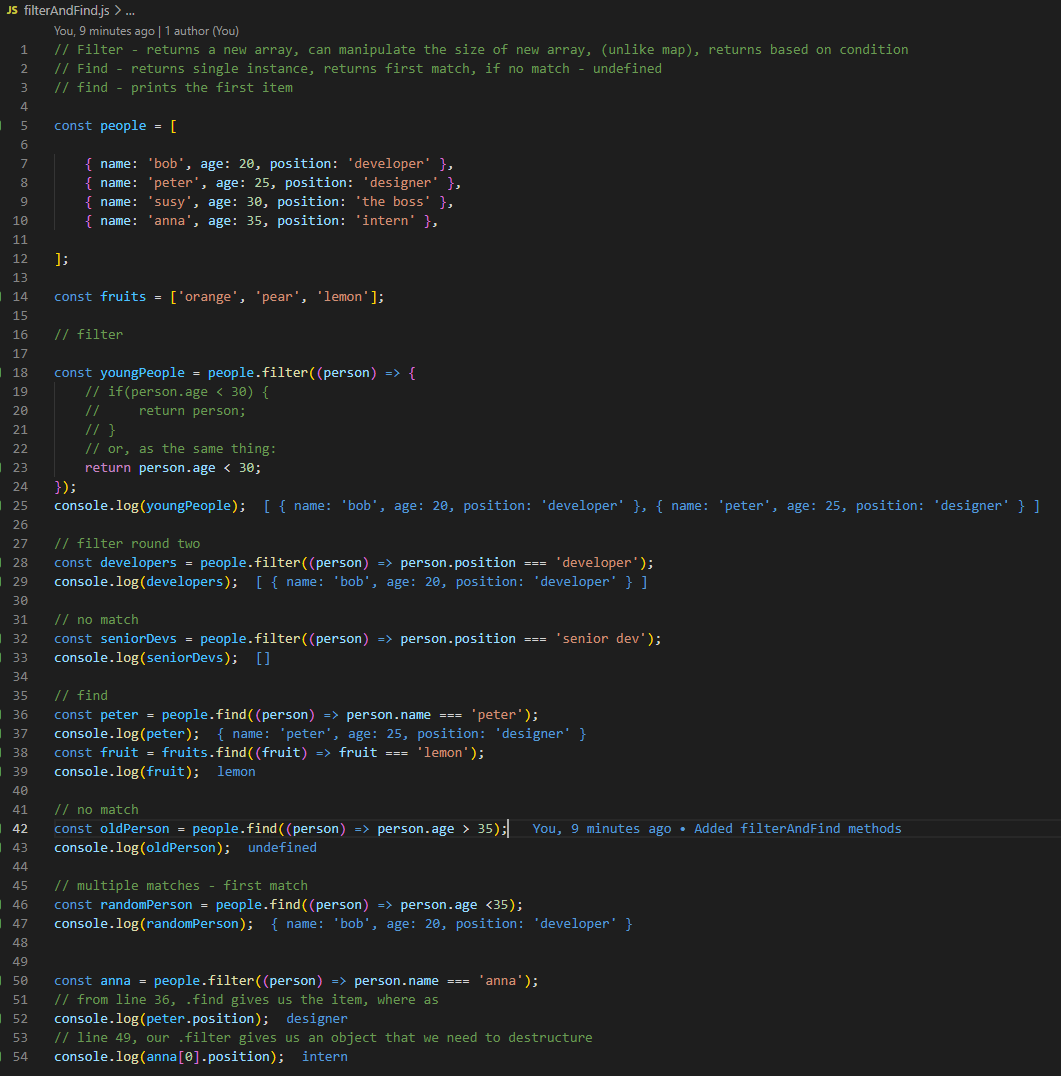 JS filterAndFind.js > ...
You, 9 minutes ago | 1 author (You)
1 // Filter - returns a new array, can manipulate the size of new array, (unlike map), returns based on condition
2 // Find - returns single instance, returns first match, if no match - undefined
3 // find - prints the first item
4
5 const people = [
6
7 { name: 'bob', age: 20, position: 'developer' },
8 { name: 'peter', age: 25, position: 'designer' },
9 { name: 'susy', age: 30, position: 'the boss' },
10 { name: 'anna', age: 35, position: 'intern' },
11
12 ];
13
14 const fruits = ['orange', 'pear', 'lemon'];
15
16 // filter
17
18 const youngPeople = people.filter((person) => {
19 // if(person.age < 30) {
20 //     return person;
21 // }
22 // or, as the same thing:
23 return person.age < 30;
24 });
25 console.log(youngPeople); [ { name: 'bob', age: 20, position: 'developer' }, { name: 'peter', age: 25, position: 'designer' } ]
26
27 // filter round two
28 const developers = people.filter((person) => person.position === 'developer');
29 console.log(developers); [ { name: 'bob', age: 20, position: 'developer' } ]
30
31 // no match
32 const seniorDevs = people.filter((person) => person.position === 'senior dev');
33 console.log(seniorDevs); []
34
35 // find
36 const peter = people.find((person) => person.name === 'peter');
37 console.log(peter); { name: 'peter', age: 25, position: 'designer' }
38 const fruit = fruits.find((fruit) => fruit === 'lemon');
39 console.log(fruit); lemon
40
41 // no match
42 const oldPerson = people.find((person) => person.age > 35); You, 9 minutes ago • Added filterAndFind methods
43 console.log(oldPerson); undefined
44
45 // multiple matches - first match
46 const randomPerson = people.find((person) => person.age <35);
47 console.log(randomPerson); { name: 'bob', age: 20, position: 'developer' }
48
49
50 const anna = people.filter((person) => person.name === 'anna');
51 // from line 36, .find gives us the item, where as
52 console.log(peter.position); designer
53 // line 49, our .filter gives us an object that we need to destructure
54 console.log(anna[0].position); intern